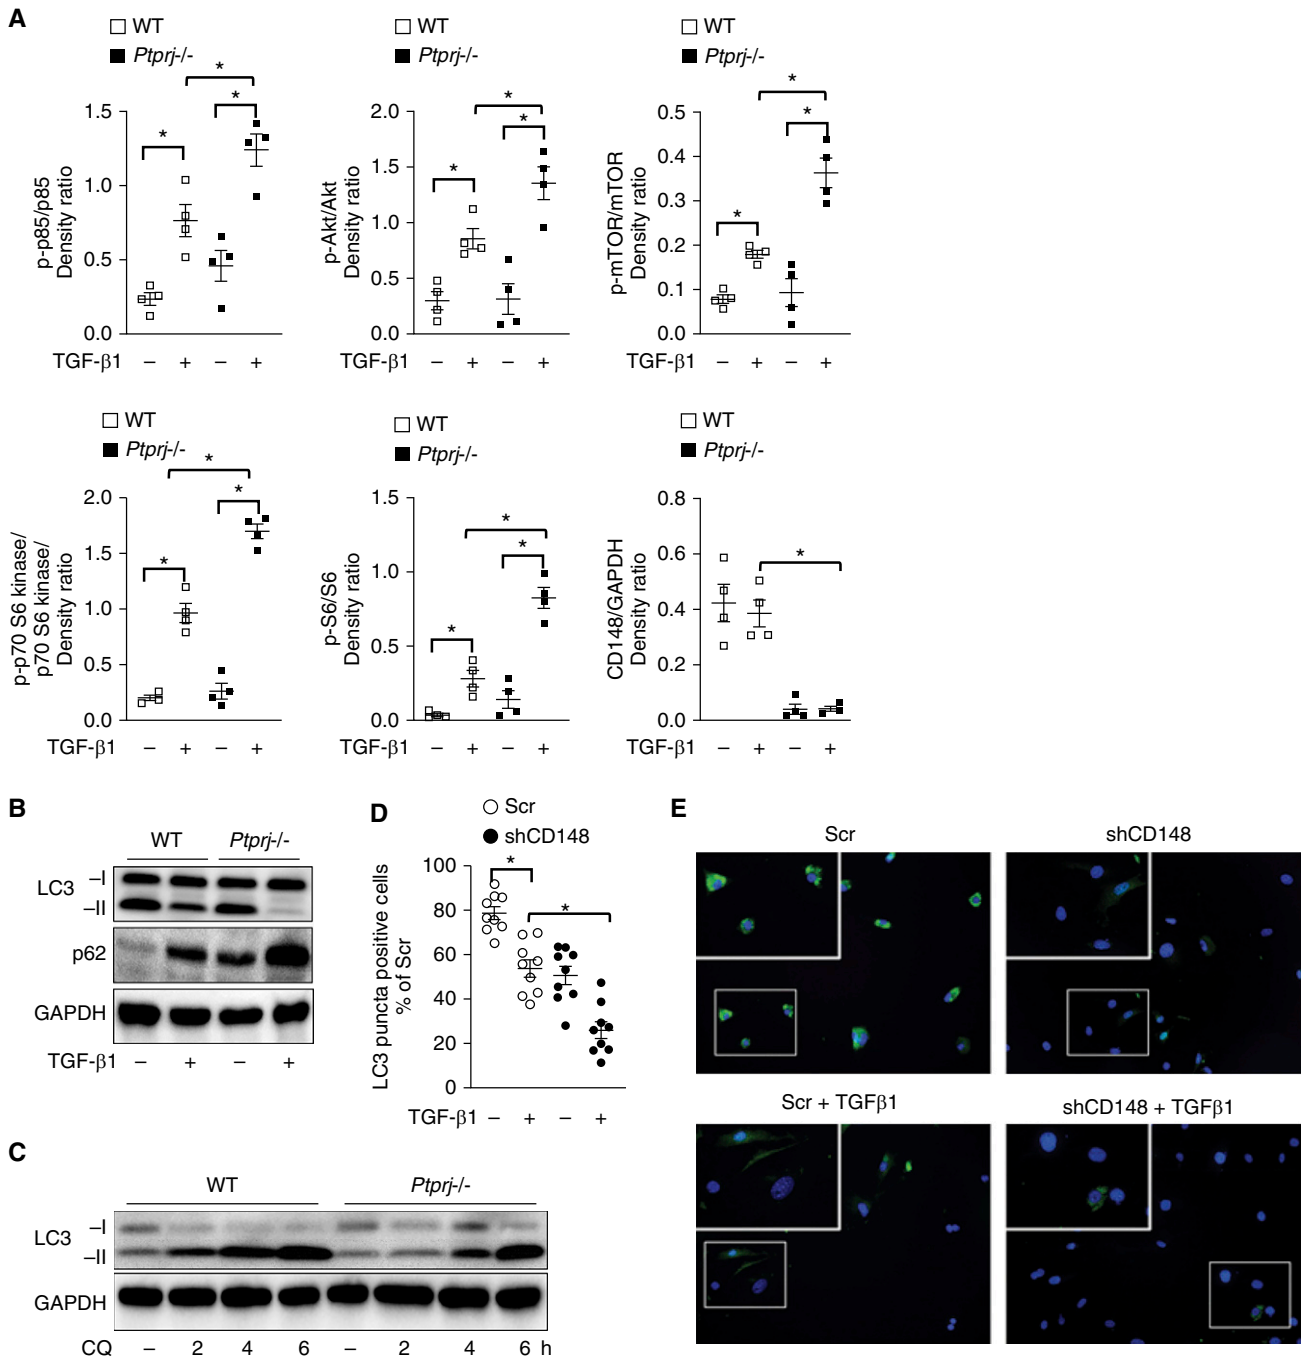 A
WT
Ptprj-/-
p-p85/p85
Density ratio
1.5
1.0
0.5
0.0
*
*
*
TGF-β1 – + – +
WT
Ptprj-/-
p-Akt/Akt
Density ratio
2.0
1.5
1.0
0.5
0.0
*
*
*
TGF-β1 – + – +
WT
Ptprj-/-
p-mTOR/mTOR
Density ratio
0.5
0.4
0.3
0.2
0.1
0.0
*
*
*
TGF-β1 – + – +
WT
Ptprj-/-
p-p70 S6 kinase/
p70 S6 kinase/
Density ratio
2.0
1.5
1.0
0.5
0.0
*
*
*
TGF-β1 – + – +
WT
Ptprj-/-
p-S6/S6
Density ratio
1.5
1.0
0.5
0.0
*
*
*
TGF-β1 – + – +
WT
Ptprj-/-
CD148/GAPDH
Density ratio
0.8
0.6
0.4
0.2
0.0
*
TGF-β1 – + – +
B
WT Ptprj-/-
LC3 –I
–II
p62
GAPDH
TGF-β1 – + – +
D
Scr
shCD148
LC3 puncta positive cells
% of Scr
100
80
60
40
20
0
*
*
TGF-β1 – + – +
E
Scr shCD148
Scr + TGFβ1 shCD148 + TGFβ1
C
WT Ptprj-/-
LC3 –I
–II
GAPDH
CQ – 2 4 6 – 2 4 6 h